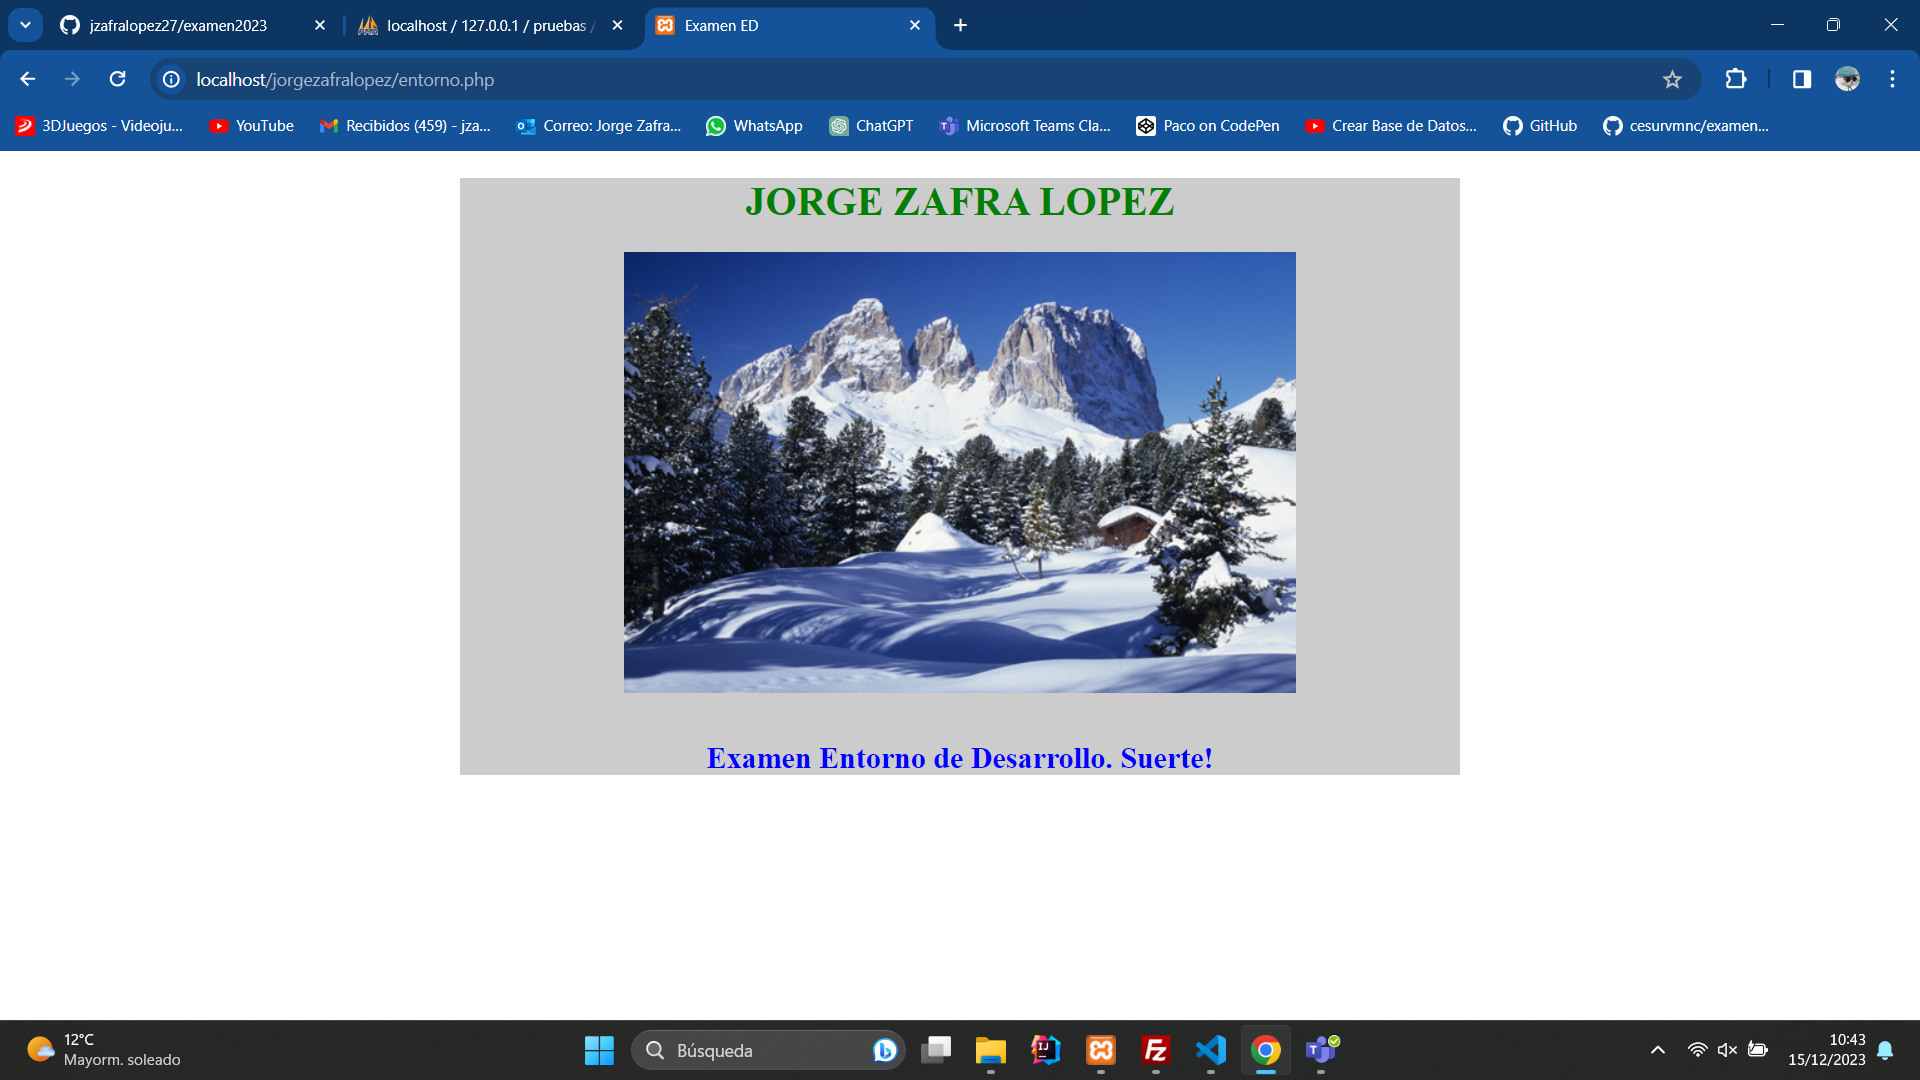 jzafralopez27/examen2023
localhost / 127.0.0.1 / pruebas /
Examen ED
localhost/jorgezafralopez/entorno.php
3DJuegos - Videoju...
YouTube
Recibidos (459) - jza...
Correo: Jorge Zafra...
WhatsApp
ChatGPT
Microsoft Teams Cla...
Paco on CodePen
Crear Base de Datos...
GitHub
cesurvmnc/examen...
JORGE ZAFRA LOPEZ
Examen Entorno de Desarrollo. Suerte!
12°C
Mayorm. soleado
Búsqueda
10:43
15/12/2023